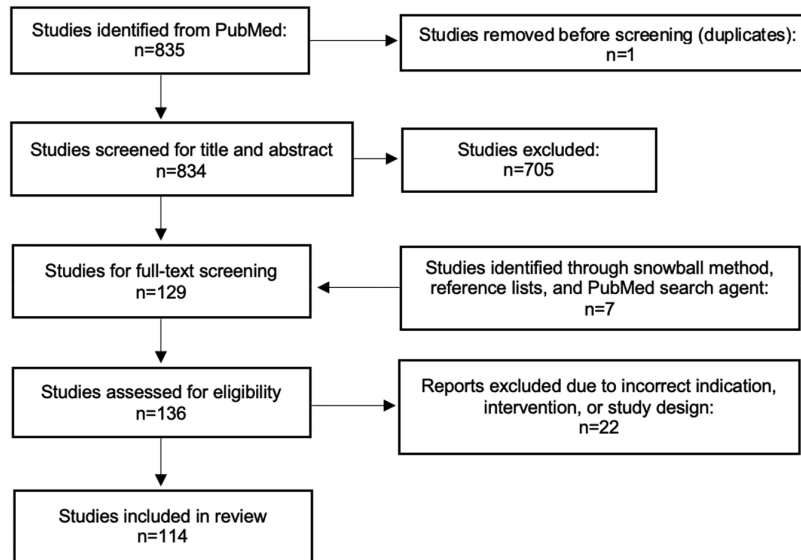 Studies identified from PubMed:
n=835
Studies removed before screening (duplicates):
n=1
Studies screened for title and abstract
n=834
Studies excluded:
n=705
Studies for full-text screening
n=129
Studies identified through snowball method,
reference lists, and PubMed search agent:
n=7
Studies assessed for eligibility
n=136
Reports excluded due to incorrect indication,
intervention, or study design:
n=22
Studies included in review
n=114